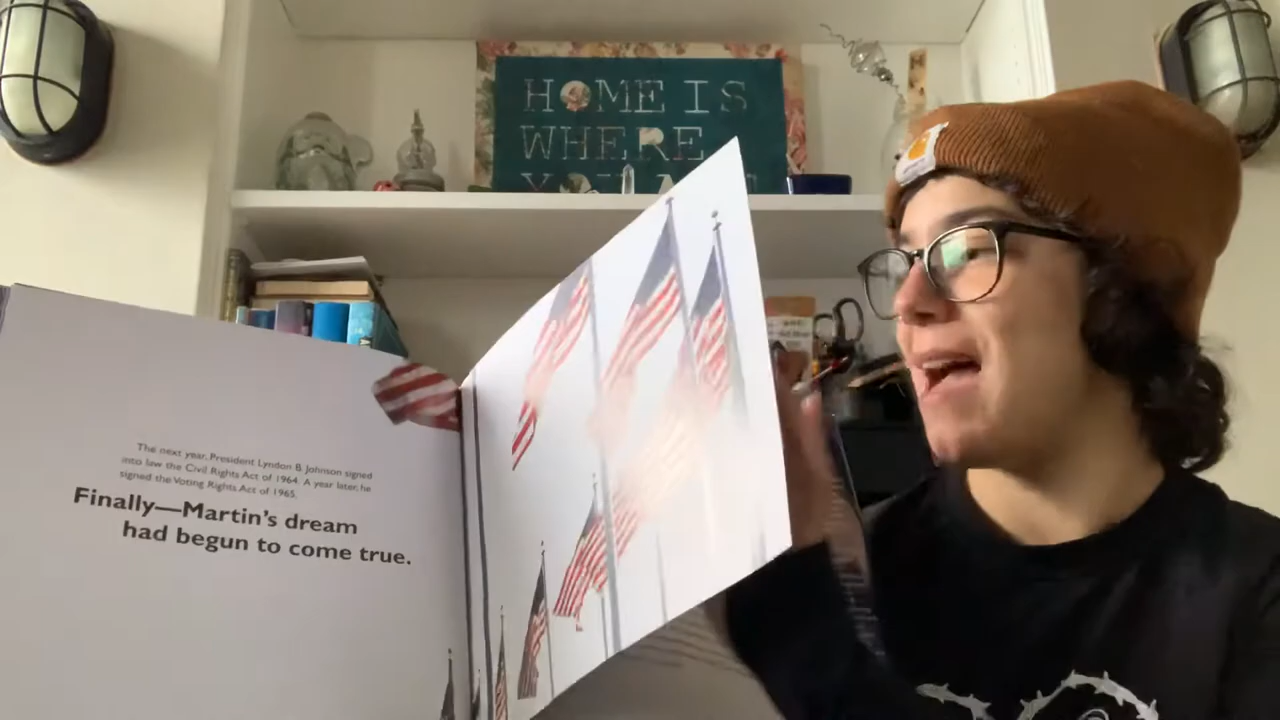 HOME IS
WHERE
The next year, President Lyndon B. Johnson signed
into law the Civil Rights Act of 1964. A year later, he
signed the Voting Rights Act of 1965.
Finally—Martin's dream
had begun to come true.